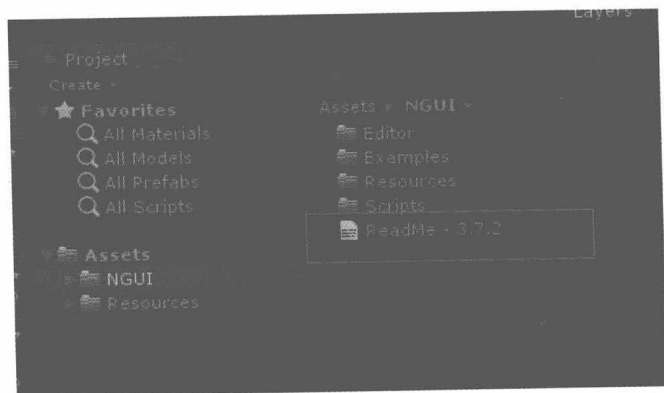 Layers
Project
Create
Favorites
All Materials
All Models
All Prefabs
All Scripts
Assets
NGUI
Resources
Assets ▸ NGUI ▸
Editor
Examples
Resources
Scripts
ReadMe - 3.7.2